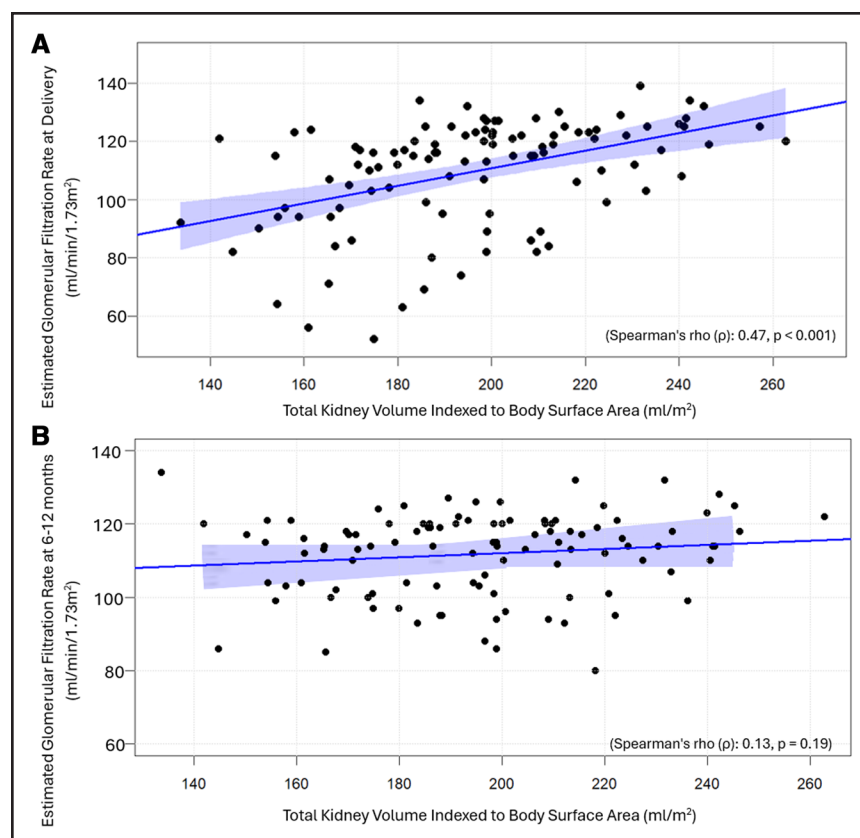 A
Estimated Glomerular Filtration Rate at Delivery
(ml/min/1.73m²)
140
120
100
80
60
(Spearman's rho (ρ): 0.47, p < 0.001)
140 160 180 200 220 240 260
Total Kidney Volume Indexed to Body Surface Area (ml/m²)
B
Estimated Glomerular Filtration Rate at 6-12 months
(ml/min/1.73m²)
140
120
100
80
60
(Spearman's rho (ρ): 0.13, p = 0.19)
140 160 180 200 220 240 260
Total Kidney Volume Indexed to Body Surface Area (ml/m²)